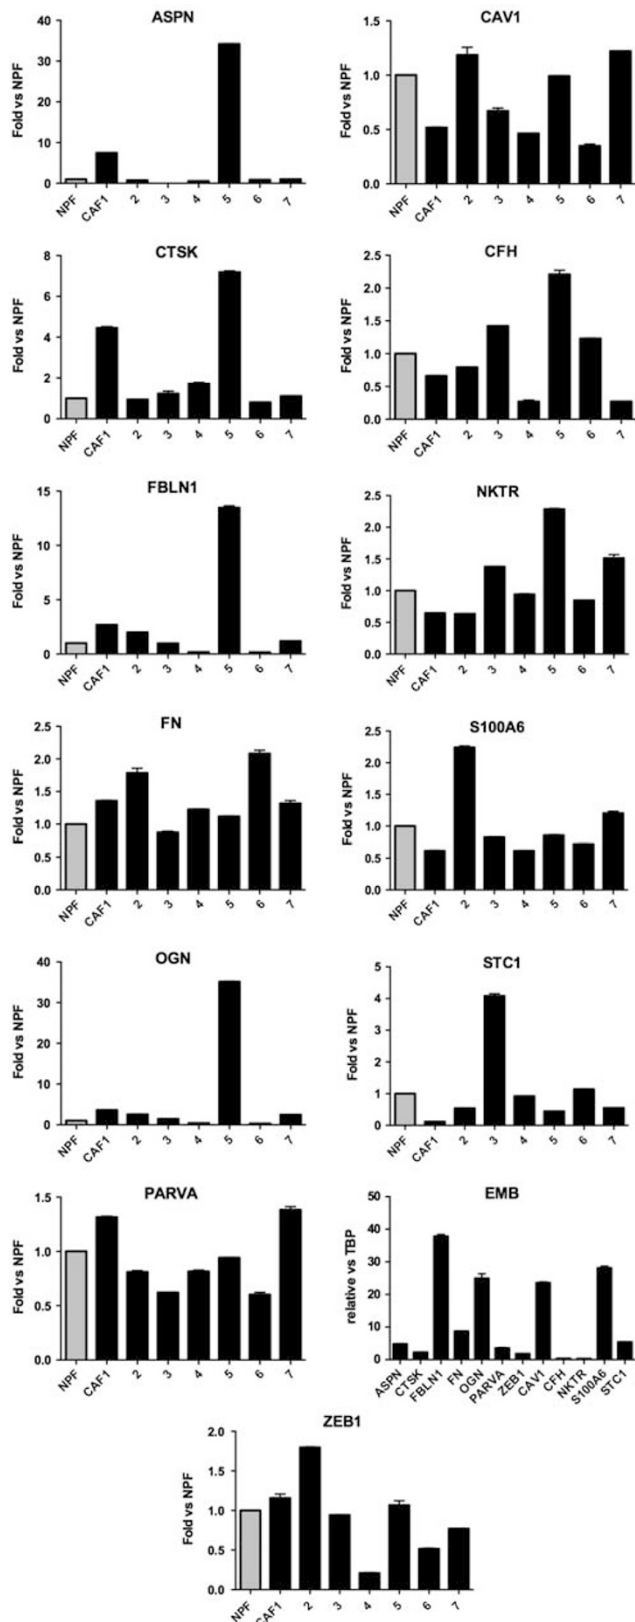 ASPN
Fold vs NPF
40
30
20
10
0
NPF CAF1 2 3 4 5 6 7
CAV1
Fold vs NPF
1.5
1.0
0.5
0.0
NPF CAF1 2 3 4 5 6 7
CTSK
Fold vs NPF
8
6
4
2
0
NPF CAF1 2 3 4 5 6 7
CFH
Fold vs NPF
2.5
2.0
1.5
1.0
0.5
0.0
NPF CAF1 2 3 4 5 6 7
FBLN1
Fold vs NPF
15
10
5
0
NPF CAF1 2 3 4 5 6 7
NKTR
Fold vs NPF
2.5
2.0
1.5
1.0
0.5
0.0
NPF CAF1 2 3 4 5 6 7
FN
Fold vs NPF
2.5
2.0
1.5
1.0
0.5
0.0
NPF CAF1 2 3 4 5 6 7
S100A6
Fold vs NPF
2.5
2.0
1.5
1.0
0.5
0.0
NPF CAF1 2 3 4 5 6 7
OGN
Fold vs NPF
40
30
20
10
0
NPF CAF1 2 3 4 5 6 7
STC1
Fold vs NPF
5
4
3
2
1
0
NPF CAF1 2 3 4 5 6 7
PARVA
Fold vs NPF
1.5
1.0
0.5
0.0
NPF CAF1 2 3 4 5 6 7
EMB
relative vs TBP
50
40
30
20
10
0
ASPN CTSK FBLN1 FN OGN PARVA ZEB1 CAV1 CFH NKTR S100A6 STC1
ZEB1
Fold vs NPF
2.0
1.5
1.0
0.5
0.0
NPF CAF1 2 3 4 5 6 7